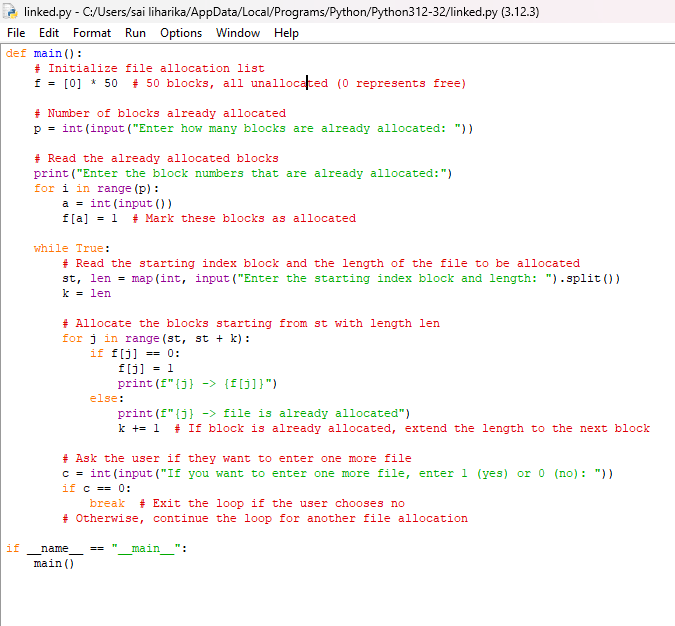 linked.py - C:/Users/sai liharika/AppData/Local/Programs/Python/Python312-32/linked.py (3.12.3)
File Edit Format Run Options Window Help
def main():
    # Initialize file allocation list
    f = [0] * 50  # 50 blocks, all unallocated (0 represents free)

    # Number of blocks already allocated
    p = int(input("Enter how many blocks are already allocated: "))

    # Read the already allocated blocks
    print("Enter the block numbers that are already allocated:")
    for i in range(p):
        a = int(input())
        f[a] = 1  # Mark these blocks as allocated

    while True:
        # Read the starting index block and the length of the file to be allocated
        st, len = map(int, input("Enter the starting index block and length: ").split())
        k = len

        # Allocate the blocks starting from st with length len
        for j in range(st, st + k):
            if f[j] == 0:
                f[j] = 1
                print(f"{j} -> {f[j]}")
            else:
                print(f"{j} -> file is already allocated")
                k += 1  # If block is already allocated, extend the length to the next block

        # Ask the user if they want to enter one more file
        c = int(input("If you want to enter one more file, enter 1 (yes) or 0 (no): "))
        if c == 0:
            break  # Exit the loop if the user chooses no
        # Otherwise, continue the loop for another file allocation

if __name__ == "__main__":
    main()